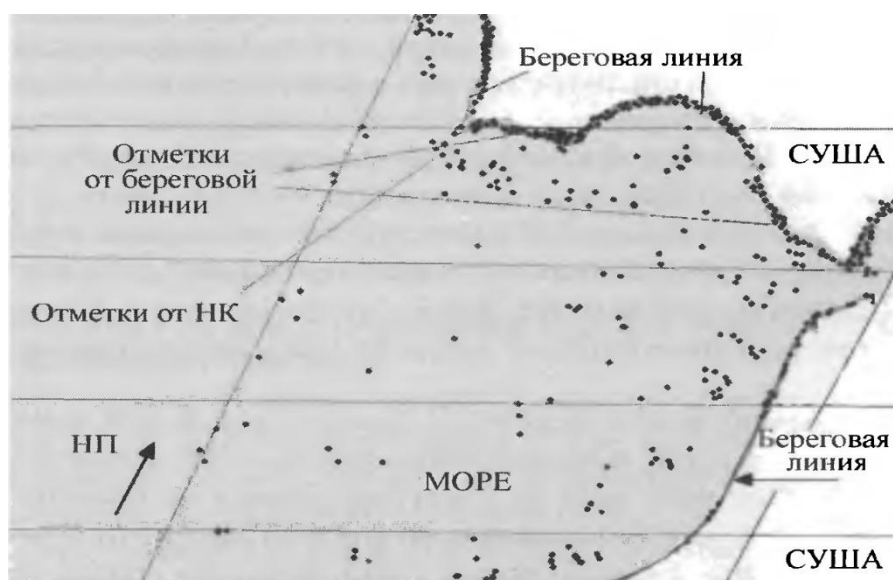 Береговая линия
СУША
Отметки
от береговой
линии
Отметки от НК
НП
МОРЕ
Береговая
линия
СУША